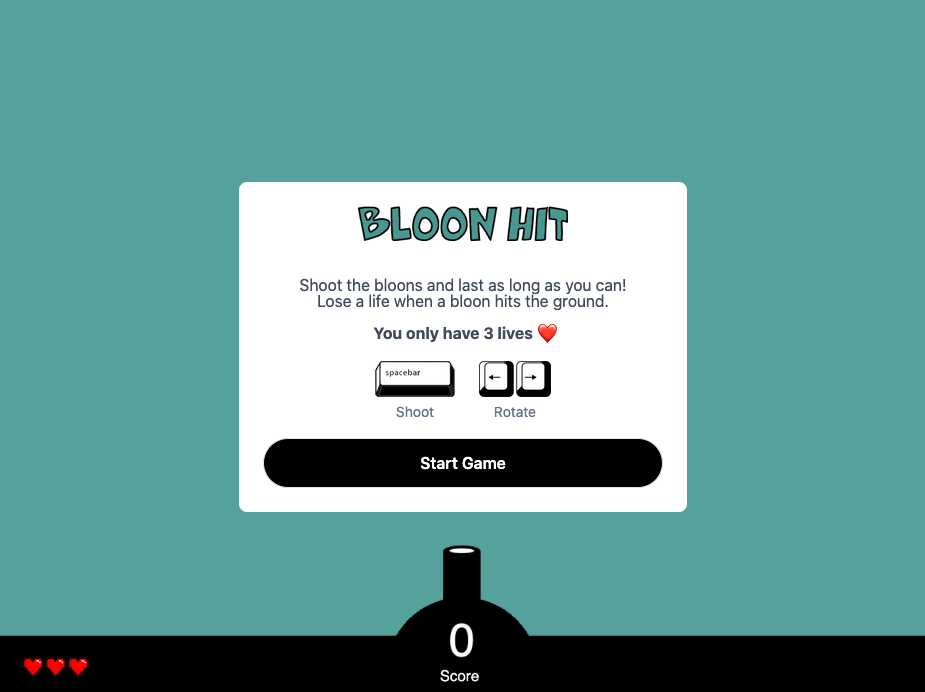 BLOON HIT
Shoot the bloons and last as long as you can!
Lose a life when a bloon hits the ground.
You only have 3 lives ❤️
spacebar
← →
Shoot
Rotate
Start Game
0
Score